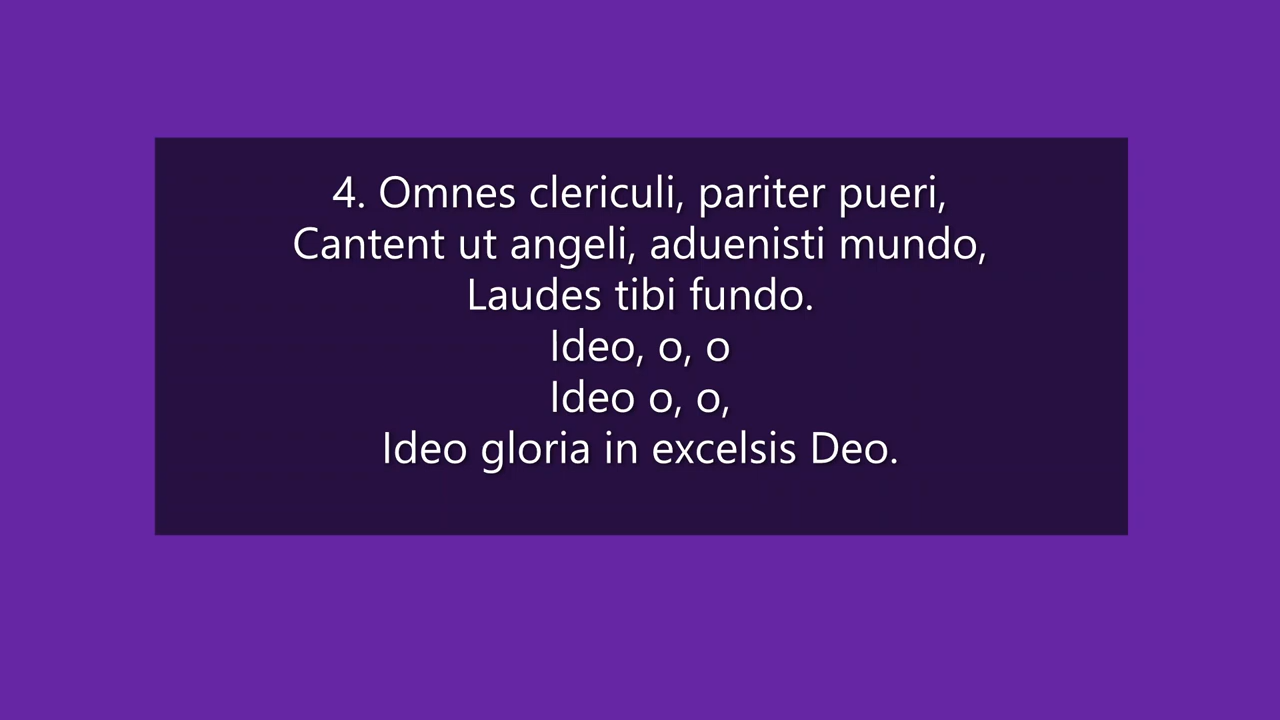 4. Omnes clericuli, pariter pueri,
Cantent ut angeli, aduenisti mundo,
Laudes tibi fundo.
Ideo, o, o
Ideo o, o,
Ideo gloria in excelsis Deo.